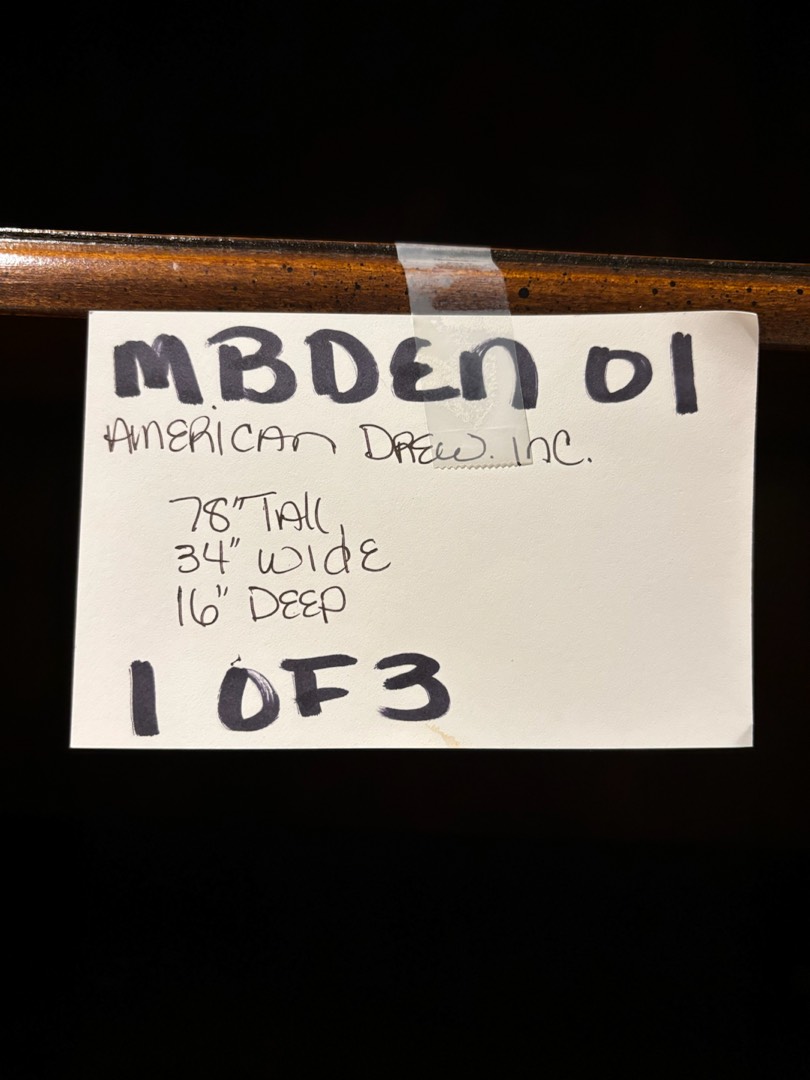 MBDEN 01
AMERICAN DREW. INC.
78" TAll
34" WIdE
16" DEEP
1 OF 3